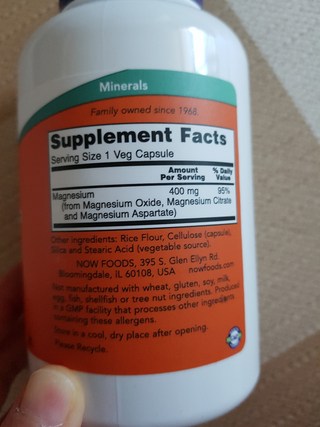 Minerals
Family owned since 1968
Supplement Facts
Serving Size 1 Veg Capsule
Amount Per Serving % Daily Value
Magnesium 400 mg 95%
(from Magnesium Oxide, Magnesium Citrate
and Magnesium Aspartate)
Other ingredients: Rice Flour, Cellulose (capsule),
Silica and Stearic Acid (vegetable source).
NOW FOODS, 395 S. Glen Ellyn Rd.
Bloomingdale, IL 60108, USA nowfoods.com
Not manufactured with wheat, gluten, soy, milk,
egg, fish, shellfish or tree nut ingredients. Produced
in a GMP facility that processes other ingredients
containing these allergens.
Store in a cool, dry place after opening.
Please Recycle.